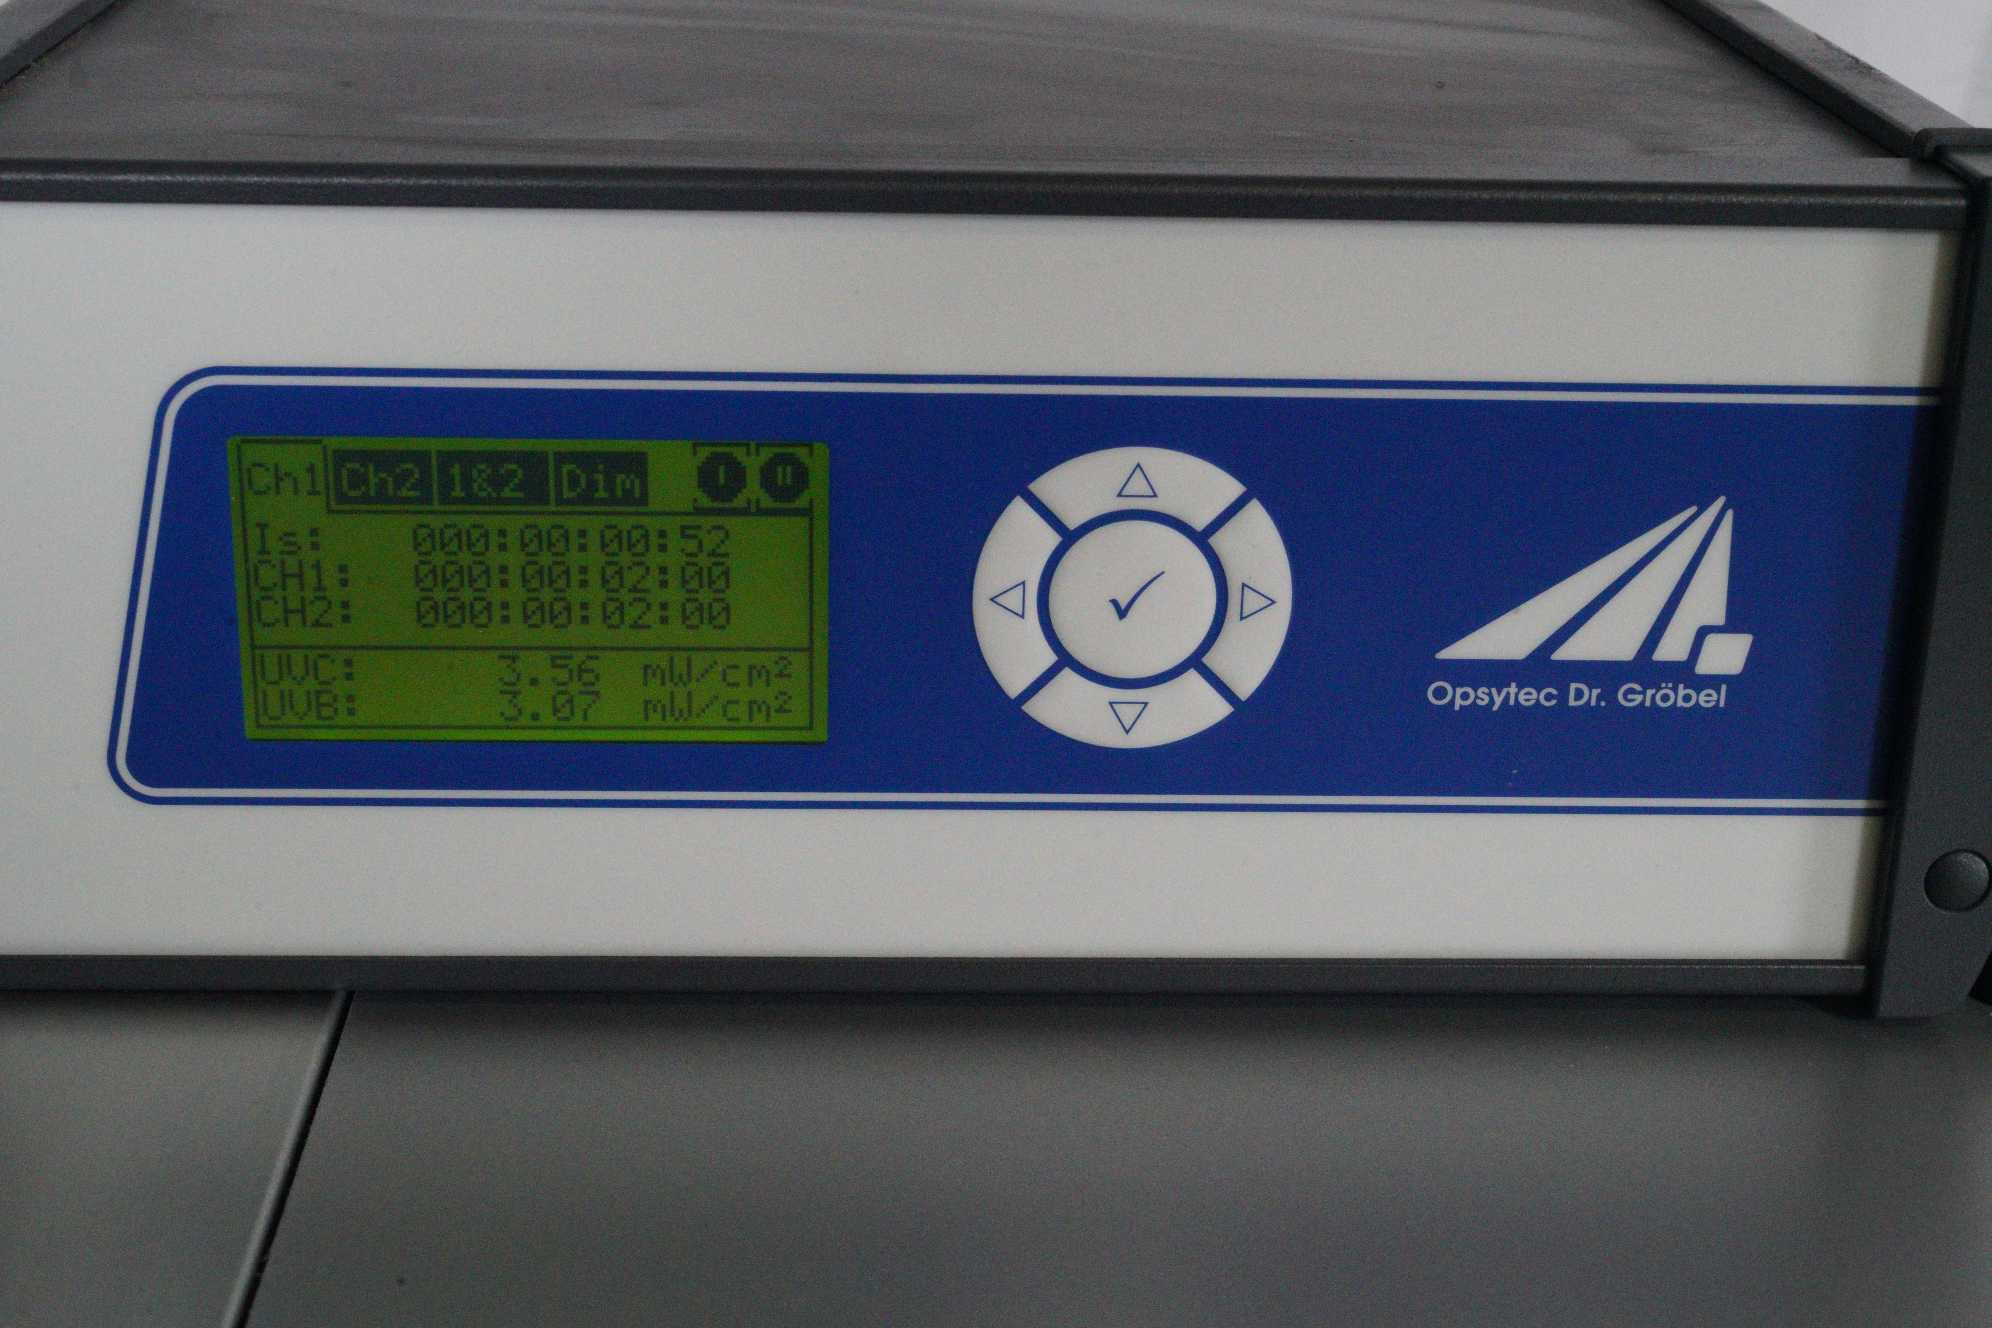 Ch1 Ch2 1&2 Dim I II
Is: 000:00:00:52
CH1: 000:00:02:00
CH2: 000:00:02:00
UVC: 3.56 mW/cm²
UVB: 3.07 mW/cm²
Opsytec Dr. Gröbel